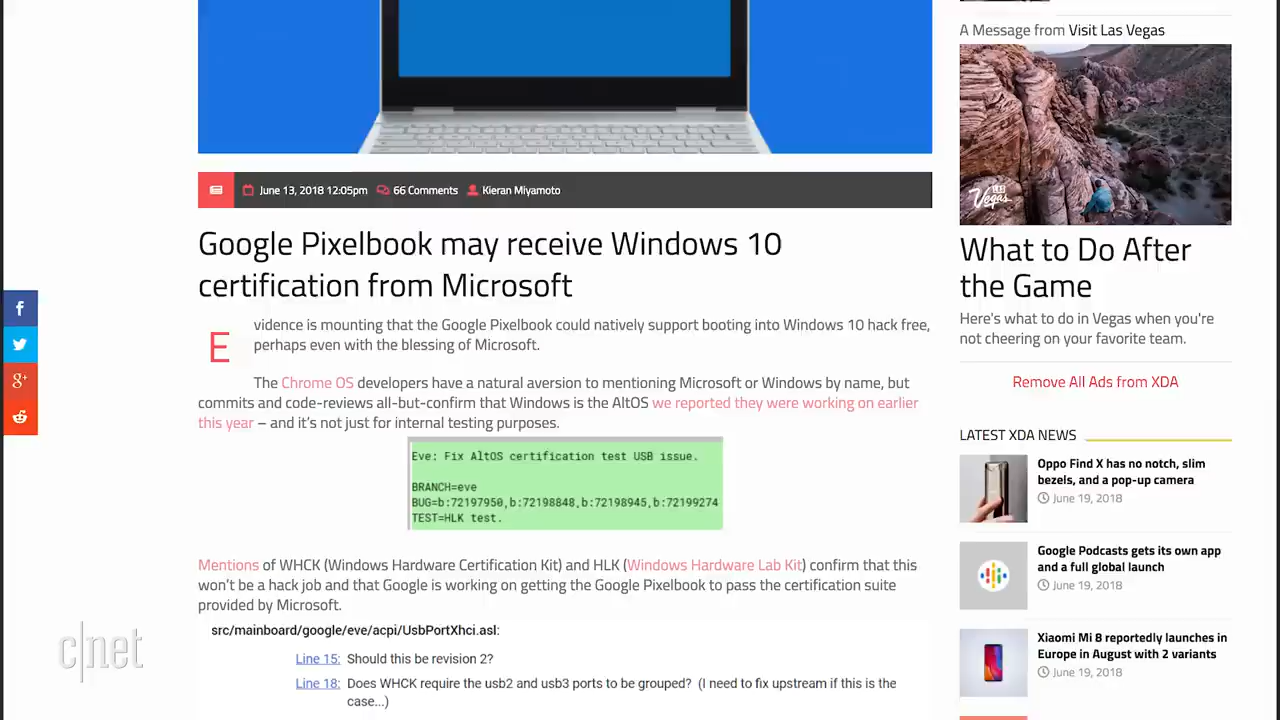 A Message from Visit Las Vegas
VEGAS
June 13, 2018 12:05pm 66 Comments Kieran Miyamoto
Google Pixelbook may receive Windows 10
certification from Microsoft
Evidence is mounting that the Google Pixelbook could natively support booting into Windows 10 hack free,
perhaps even with the blessing of Microsoft.
The Chrome OS developers have a natural aversion to mentioning Microsoft or Windows by name, but
commits and code-reviews all-but-confirm that Windows is the AltOS we reported they were working on earlier
this year – and it's not just for internal testing purposes.
Eve: Fix AltOS certification test USB issue.
BRANCH=eve
BUG=b:72197950,b:72198848,b:72198945,b:72199274
TEST=HLK test.
Mentions of WHCK (Windows Hardware Certification Kit) and HLK (Windows Hardware Lab Kit) confirm that this
won't be a hack job and that Google is working on getting the Google Pixelbook to pass the certification suite
provided by Microsoft.
src/mainboard/google/eve/acpi/UsbPortXhci.asl:
Line 15: Should this be revision 2?
Line 18: Does WHCK require the usb2 and usb3 ports to be grouped? (I need to fix upstream if this is the
case...)
What to Do After
the Game
Here's what to do in Vegas when you're
not cheering on your favorite team.
Remove All Ads from XDA
LATEST XDA NEWS
Oppo Find X has no notch, slim
bezels, and a pop-up camera
June 19, 2018
Google Podcasts gets its own app
and a full global launch
June 19, 2018
Xiaomi Mi 8 reportedly launches in
Europe in August with 2 variants
June 19, 2018
c|net